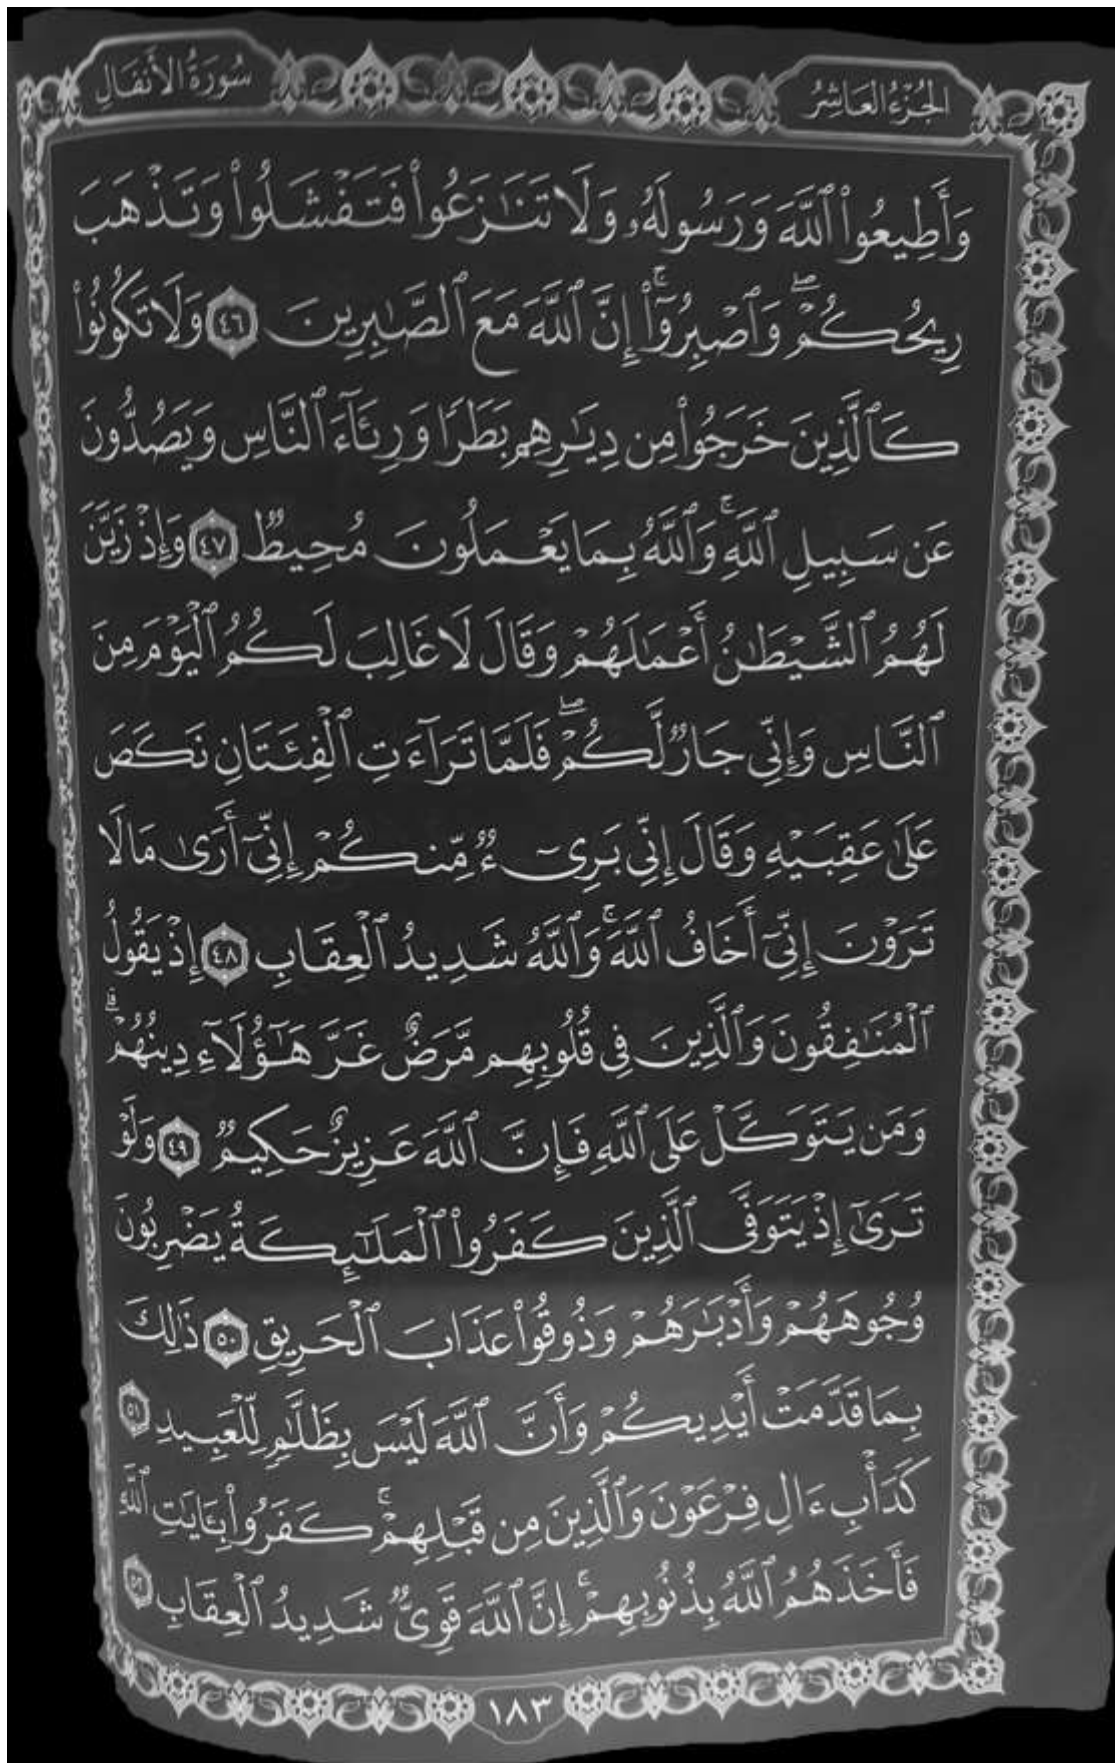 الجُزْءُ العَاشِرُ
سُورَةُ الأَنفَالِ
وَأَطِيعُواْ ٱللَّهَ وَرَسُولَهُۥ وَلَا تَنَٰزَعُواْ فَتَفْشَلُواْ وَتَذْهَبَ
رِيحُكُمْۖ وَٱصْبِرُوٓاْۚ إِنَّ ٱللَّهَ مَعَ ٱلصَّٰبِرِينَ ٤٦ وَلَا تَكُونُواْ
كَٱلَّذِينَ خَرَجُواْ مِن دِيَٰرِهِم بَطَرًا وَرِئَآءَ ٱلنَّاسِ وَيَصُدُّونَ
عَن سَبِيلِ ٱللَّهِۚ وَٱللَّهُ بِمَا يَعْمَلُونَ مُحِيطٌ ٤٧ وَإِذْ زَيَّنَ
لَهُمُ ٱلشَّيْطَٰنُ أَعْمَٰلَهُمْ وَقَالَ لَا غَالِبَ لَكُمُ ٱلْيَوْمَ مِنَ
ٱلنَّاسِ وَإِنِّي جَارٌ لَّكُمْۖ فَلَمَّا تَرَآءَتِ ٱلْفِئَتَانِ نَكَصَ
عَلَىٰ عَقِبَيْهِ وَقَالَ إِنِّي بَرِيٓءٌ مِّنكُمْ إِنِّيٓ أَرَىٰ مَا لَا
تَرَوْنَ إِنِّيٓ أَخَافُ ٱللَّهَۚ وَٱللَّهُ شَدِيدُ ٱلْعِقَابِ ٤٨ إِذْ يَقُولُ
ٱلْمُنَٰفِقُونَ وَٱلَّذِينَ فِي قُلُوبِهِم مَّرَضٌ غَرَّ هَٰٓؤُلَآءِ دِينُهُمْۗ
وَمَن يَتَوَكَّلْ عَلَى ٱللَّهِ فَإِنَّ ٱللَّهَ عَزِيزٌ حَكِيمٌ ٤٩ وَلَوْ
تَرَىٰٓ إِذْ يَتَوَفَّى ٱلَّذِينَ كَفَرُواْ ٱلْمَلَٰٓئِكَةُ يَضْرِبُونَ
وُجُوهَهُمْ وَأَدْبَٰرَهُمْ وَذُوقُواْ عَذَابَ ٱلْحَرِيقِ ٥٠ ذَٰلِكَ
بِمَا قَدَّمَتْ أَيْدِيكُمْ وَأَنَّ ٱللَّهَ لَيْسَ بِظَلَّٰمٍ لِّلْعَبِيدِ ٥١
كَدَأْبِ ءَالِ فِرْعَوْنَ وَٱلَّذِينَ مِن قَبْلِهِمْۚ كَفَرُواْ بِـَٔايَٰتِ ٱللَّهِ
فَأَخَذَهُمُ ٱللَّهُ بِذُنُوبِهِمْۚ إِنَّ ٱللَّهَ قَوِيٌّ شَدِيدُ ٱلْعِقَابِ ٥٢
١٨٣